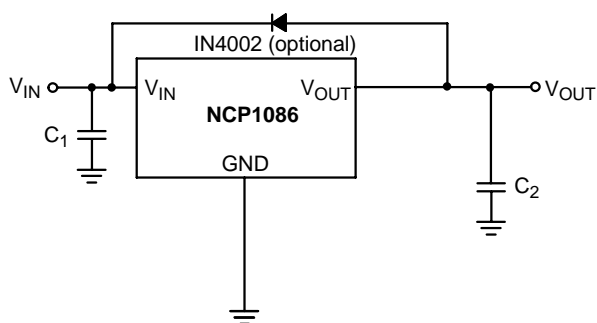 IN4002 (optional)
VIN
VIN
VOUT
VOUT
NCP1086
C1
GND
C2